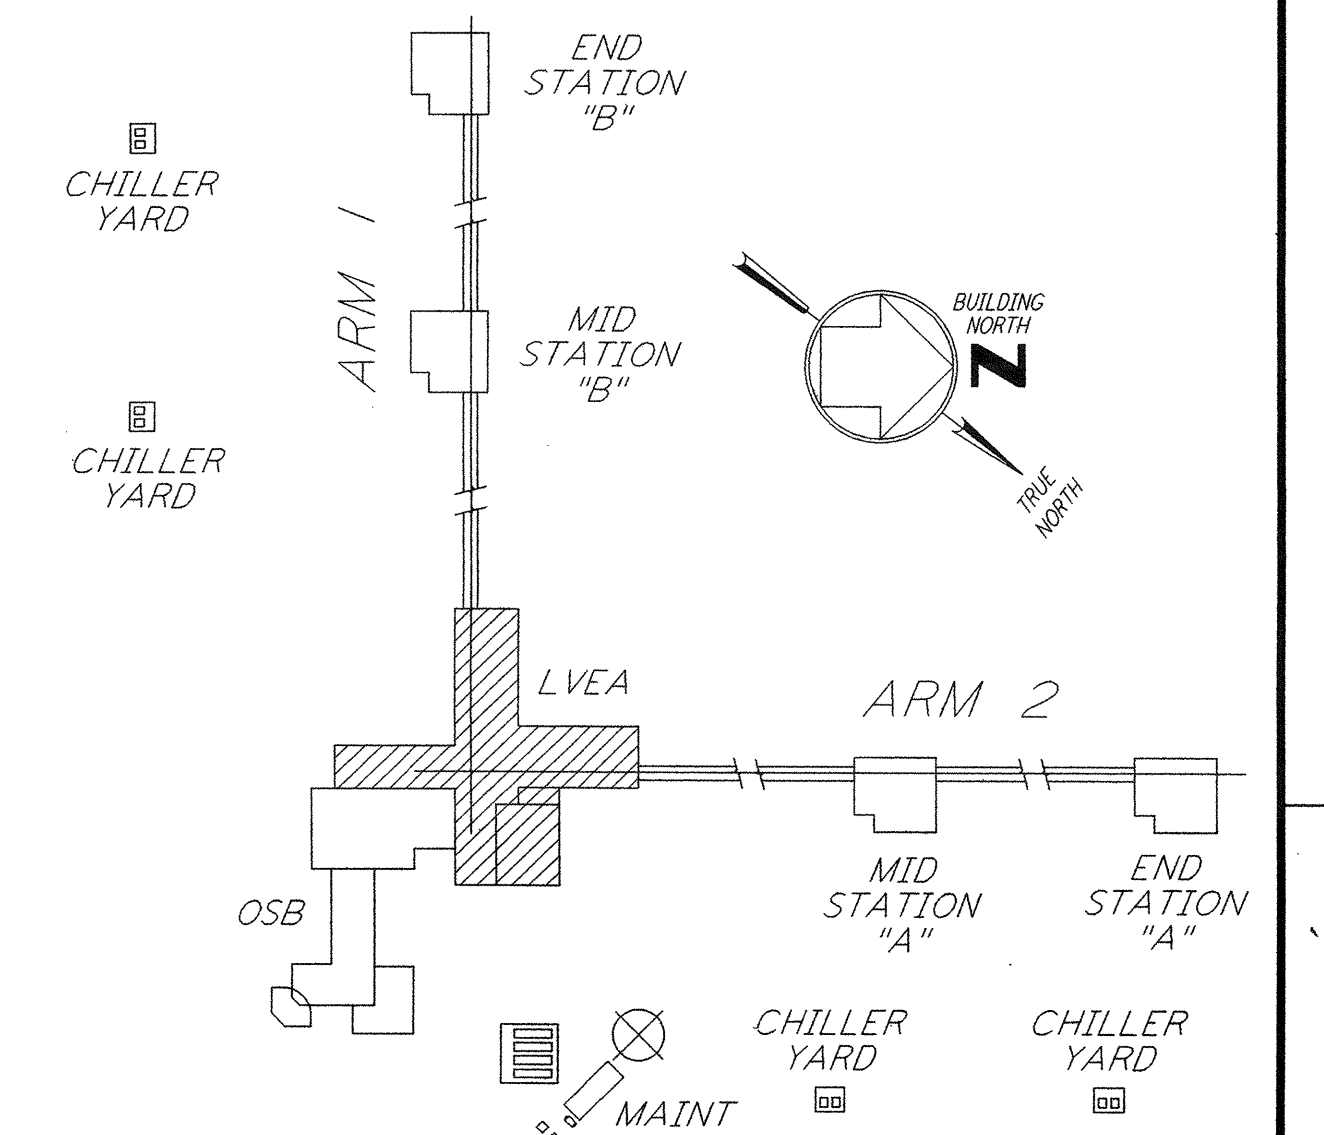 END
STATION
"B"
CHILLER
YARD
ARM 1
BUILDING
NORTH
N
MID
STATION
"B"
CHILLER
YARD
TRUE
NORTH
LVEA
ARM 2
MID
STATION
"A"
END
STATION
"A"
OSB
CHILLER
YARD
CHILLER
YARD
MAINT